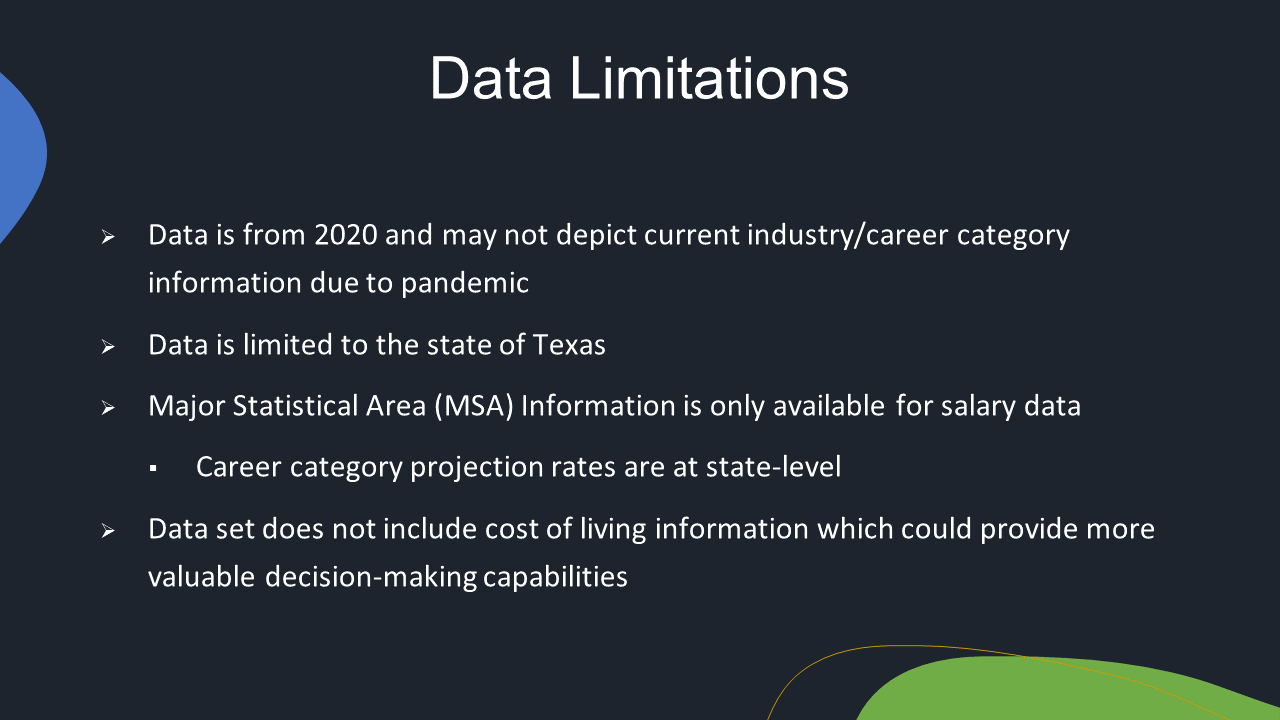 Data Limitations
➢ Data is from 2020 and may not depict current industry/career category
information due to pandemic
➢ Data is limited to the state of Texas
➢ Major Statistical Area (MSA) Information is only available for salary data
▪ Career category projection rates are at state-level
➢ Data set does not include cost of living information which could provide more
valuable decision-making capabilities